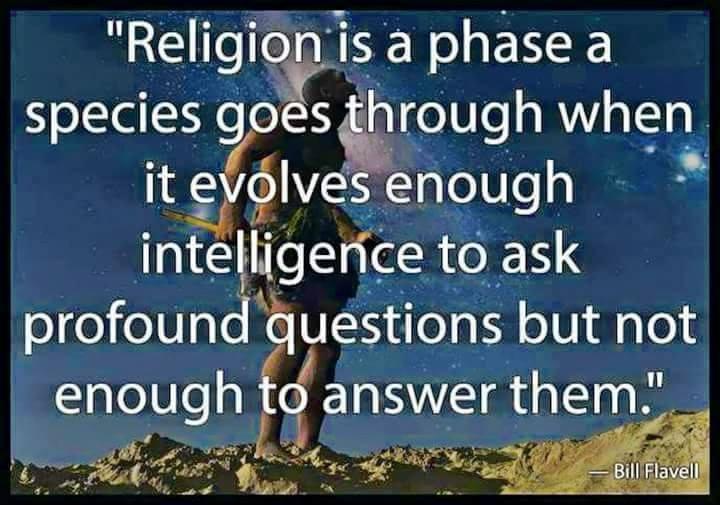 "Religion is a phase a
species goes through when
it evolves enough
intelligence to ask
profound questions but not
enough to answer them."
— Bill Flavell